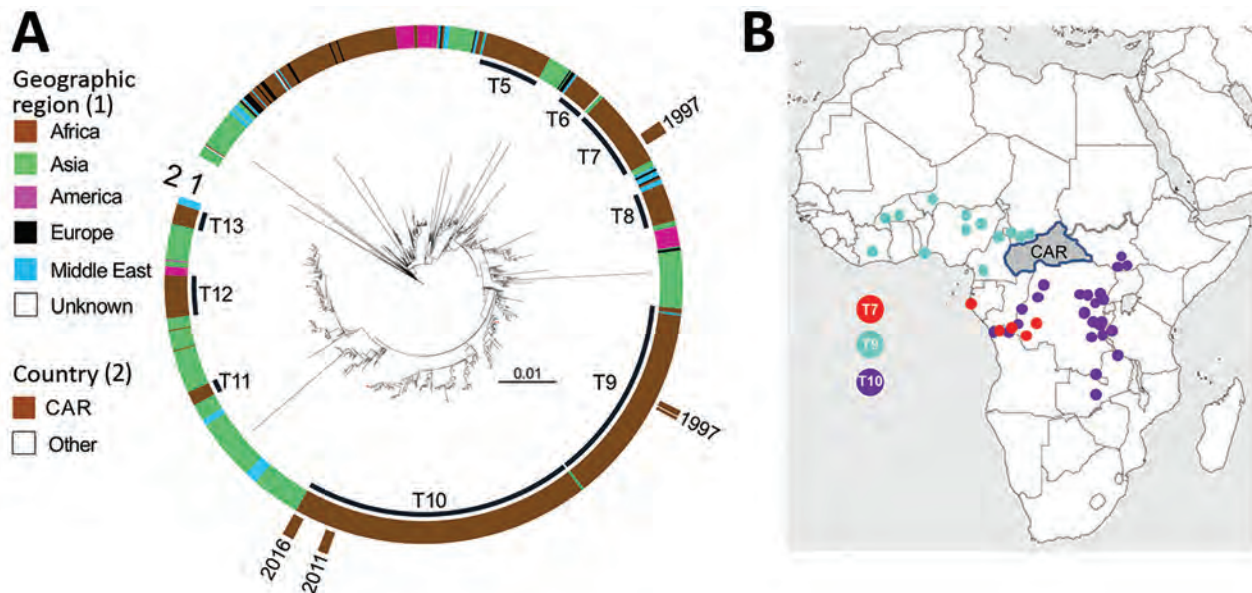 A
Geographic
region (1)
Africa
Asia
America
Europe
Middle East
Unknown
Country (2)
CAR
Other
2 1
T5
T6
T7
1997
T8
T9
1997
T10
2016
2011
T11
T12
T13
0.01
B
CAR
T7
T9
T10